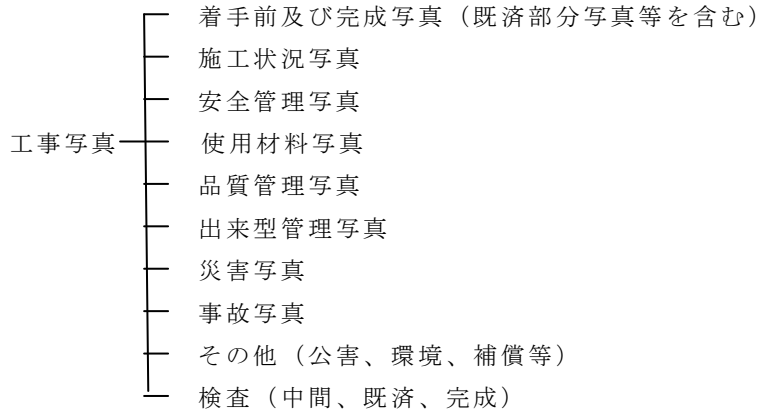 着手前及び完成写真（既済部分写真等を含む）
施工状況写真
安全管理写真
工事写真 使用材料写真
品質管理写真
出来型管理写真
災害写真
事故写真
その他（公害、環境、補償等）
検査（中間、既済、完成）